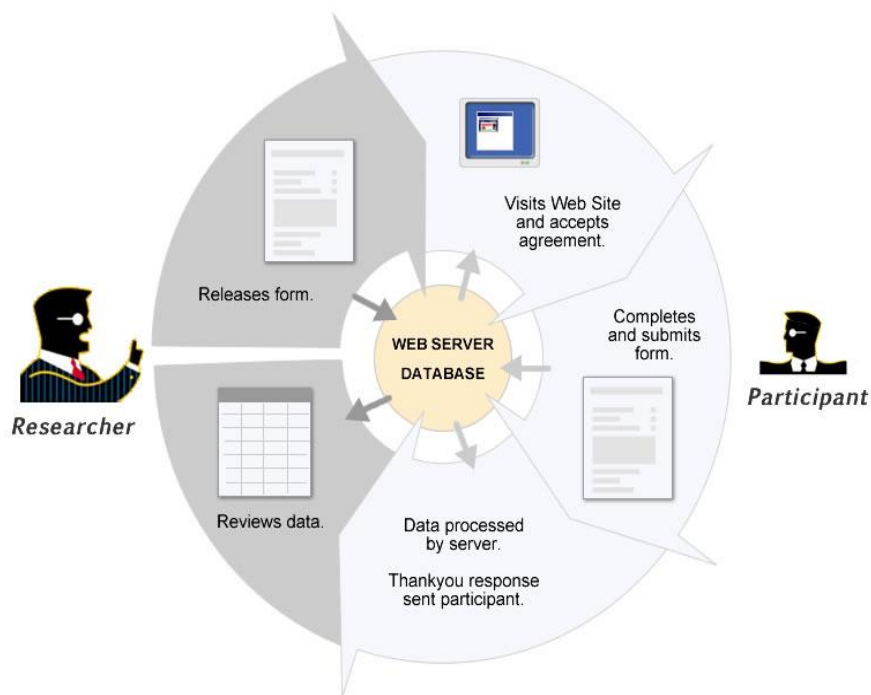 Releases form.
Visits Web Site
and accepts
agreement.
Completes
and submits
form.
WEB SERVER
DATABASE
Researcher
Participant
Reviews data.
Data processed
by server.
Thankyou response
sent participant.